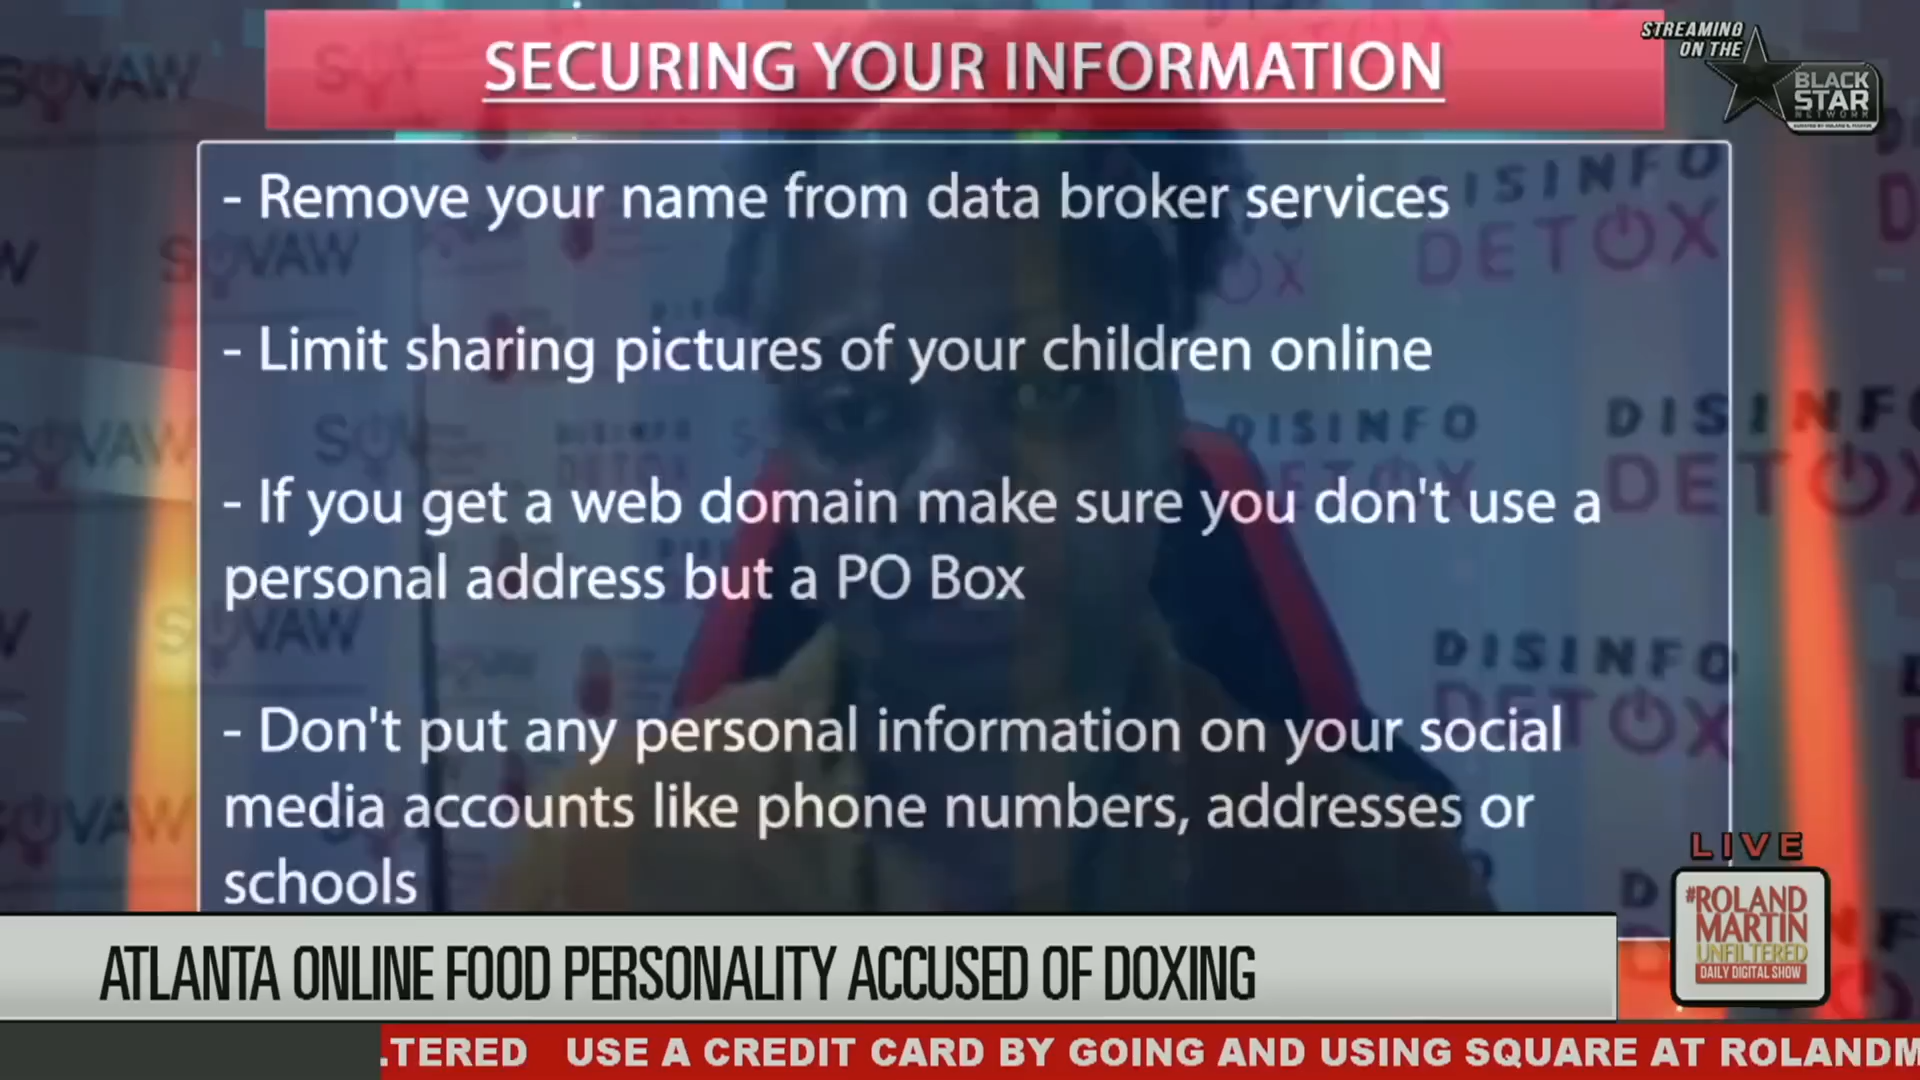 SECURING YOUR INFORMATION
STREAMING
ON THE
BLACK
STAR
NETWORK
- Remove your name from data broker services
- Limit sharing pictures of your children online
- If you get a web domain make sure you don't use a
personal address but a PO Box
- Don't put any personal information on your social
media accounts like phone numbers, addresses or
schools
SOVAW
DISINFO
DETOX
LIVE
#ROLAND
MARTIN
UNFILTERED
DAILY DIGITAL SHOW
ATLANTA ONLINE FOOD PERSONALITY ACCUSED OF DOXING
.TERED USE A CREDIT CARD BY GOING AND USING SQUARE AT ROLANDM